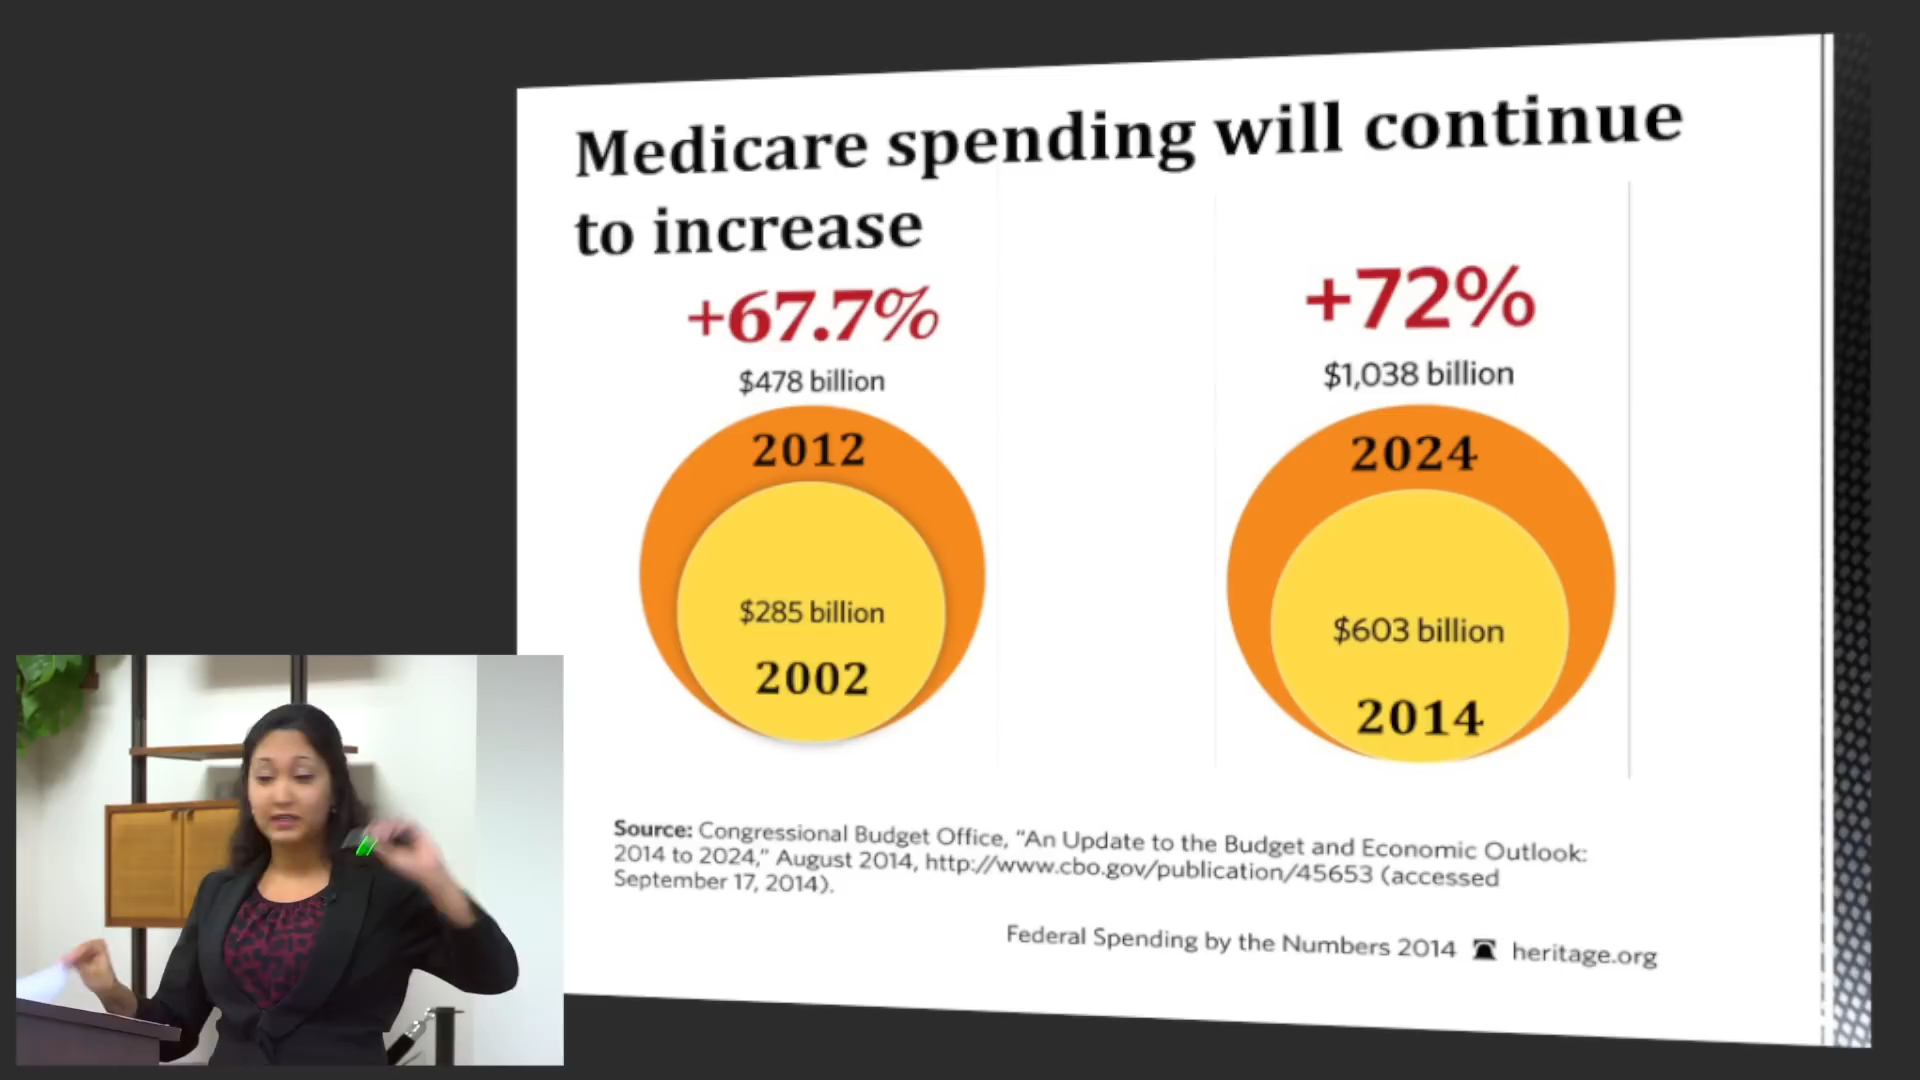 Medicare spending will continue
to increase
+67.7%
$478 billion
2012
$285 billion
2002
+72%
$1,038 billion
2024
$603 billion
2014
Source: Congressional Budget Office, “An Update to the Budget and Economic Outlook:
2014 to 2024,” August 2014, http://www.cbo.gov/publication/45653 (accessed
September 17, 2014).
Federal Spending by the Numbers 2014 heritage.org